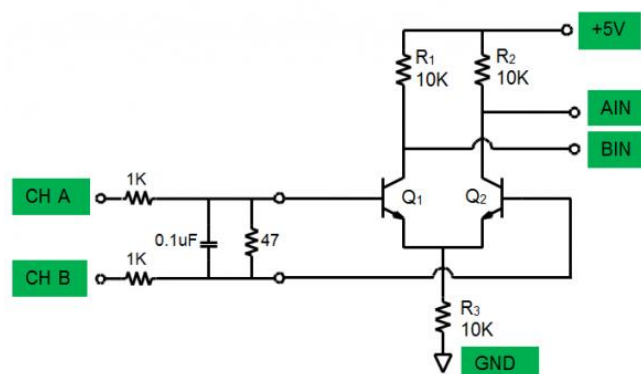 +5V
R1
10K
R2
10K
AIN
BIN
CH A
1K
Q1
Q2
0.1uF
47
CH B
1K
R3
10K
GND